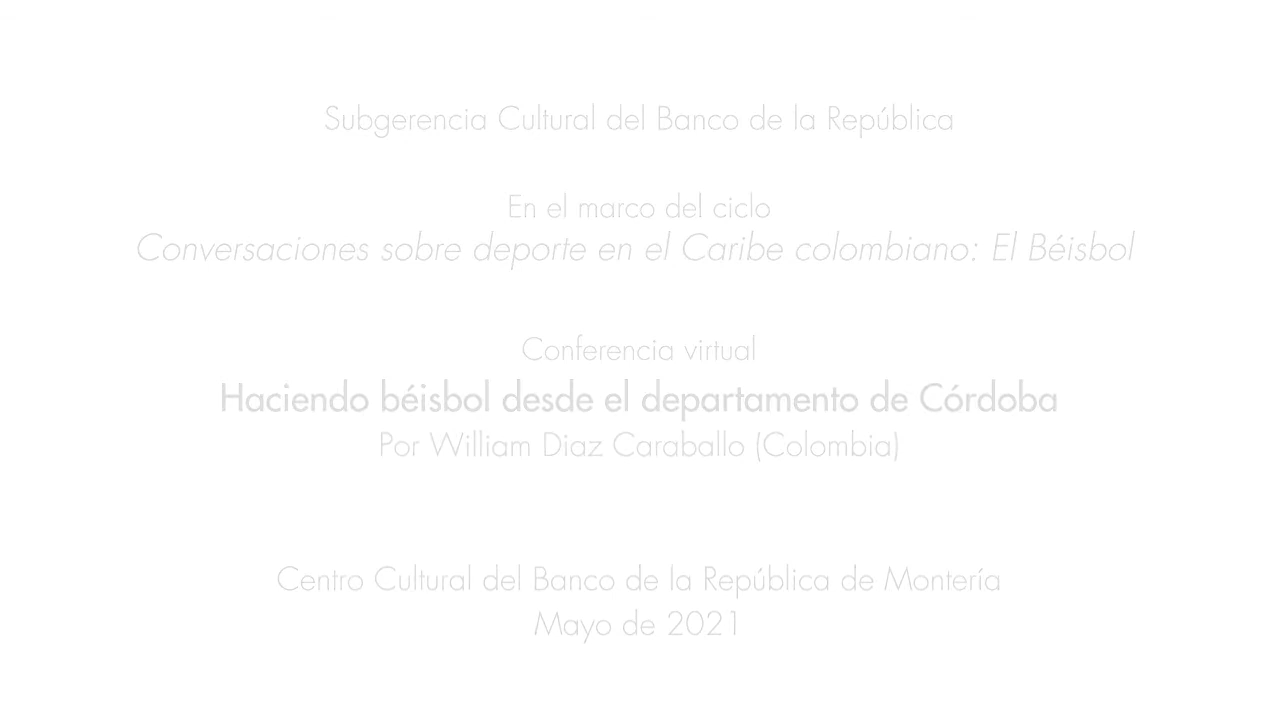 Subgerencia Cultural del Banco de la República
En el marco del ciclo
Conversaciones sobre deporte en el Caribe colombiano: El Béisbol
Conferencia virtual
Haciendo béisbol desde el departamento de Córdoba
Por William Diaz Caraballo (Colombia)
Centro Cultural del Banco de la República de Montería
Mayo de 2021